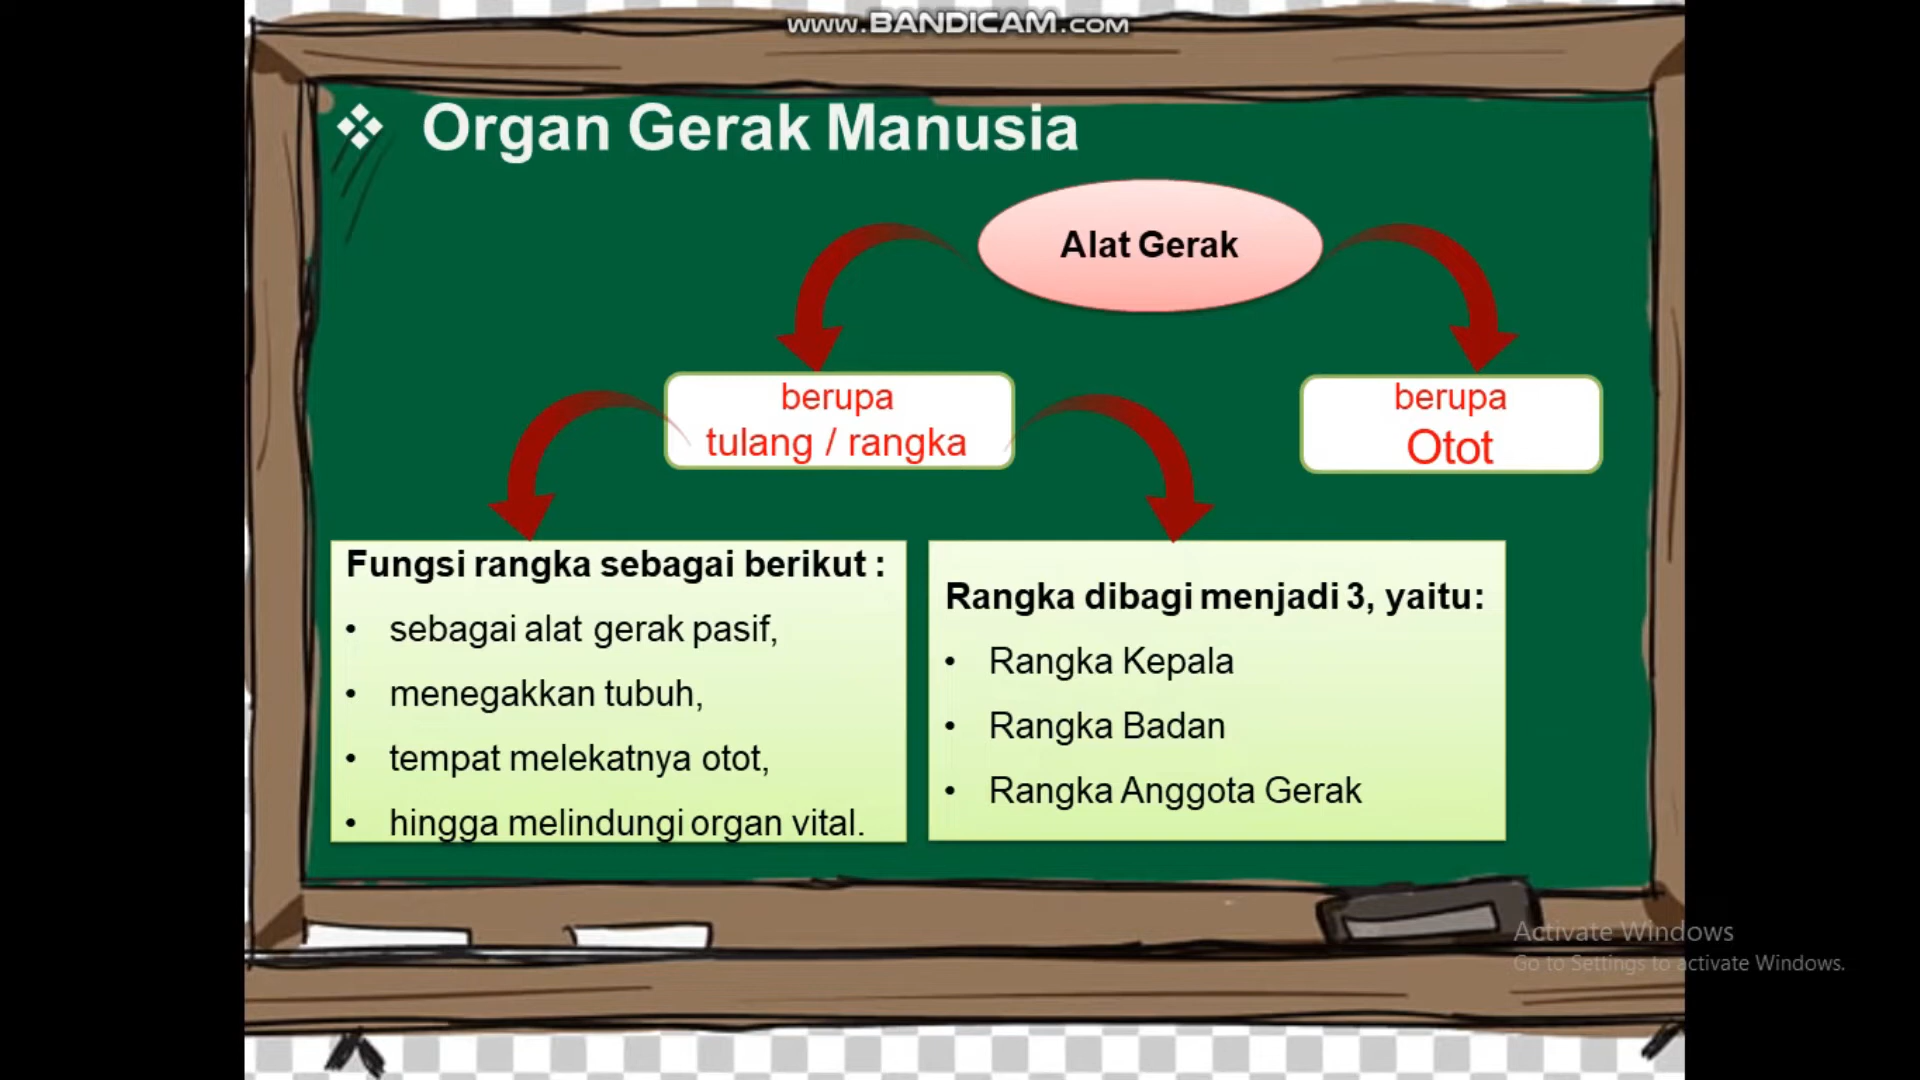 www.BANDICAM.com
Organ Gerak Manusia
Alat Gerak
berupa
tulang / rangka
berupa
Otot
Fungsi rangka sebagai berikut :
• sebagai alat gerak pasif,
• menegakkan tubuh,
• tempat melekatnya otot,
• hingga melindungi organ vital.
Rangka dibagi menjadi 3, yaitu:
• Rangka Kepala
• Rangka Badan
• Rangka Anggota Gerak
Activate Windows
Go to Settings to activate Windows.